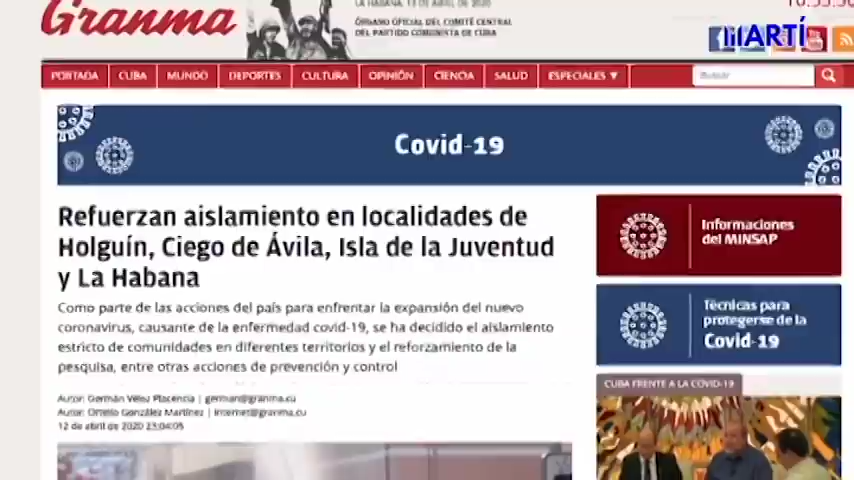 Granma
LA HABANA, 13 DE ABRIL DE 2020
ÓRGANO OFICIAL DEL COMITÉ CENTRAL
DEL PARTIDO COMUNISTA DE CUBA
MARTÍ
PORTADA CUBA MUNDO DEPORTES CULTURA OPINIÓN CIENCIA SALUD ESPECIALES ▼ Buscar
Covid-19
Refuerzan aislamiento en localidades de
Holguín, Ciego de Ávila, Isla de la Juventud
y La Habana
Como parte de las acciones del país para enfrentar la expansión del nuevo
coronavirus, causante de la enfermedad covid-19, se ha decidido el aislamiento
estricto de comunidades en diferentes territorios y el reforzamiento de la
pesquisa, entre otras acciones de prevención y control
Autor: Germán Veloz Placencia | german@granma.cu
Autor: Ortelio González Martínez | internet@granma.cu
12 de abril de 2020 23:04:05
Informaciones
del MINSAP
Técnicas para
protegerse de la
Covid-19
CUBA FRENTE A LA COVID-19